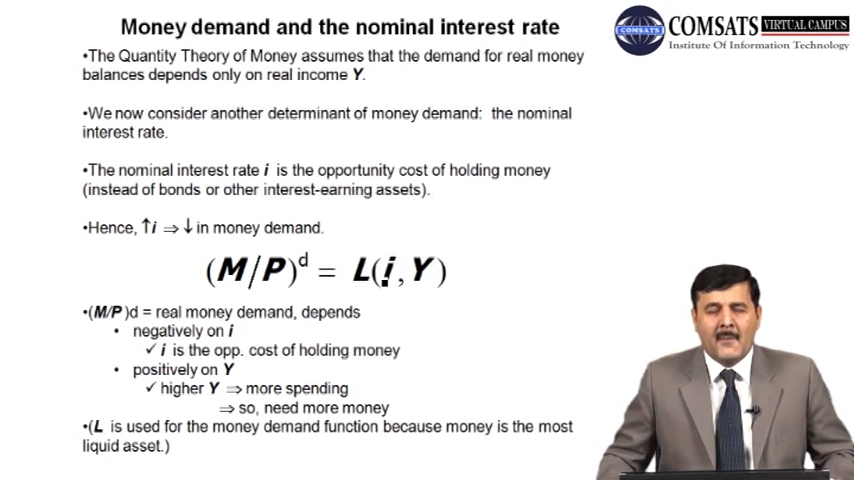 Money demand and the nominal interest rate
COMSATS VIRTUAL CAMPUS
COMSATS
Institute Of Information Technology
•The Quantity Theory of Money assumes that the demand for real money
balances depends only on real income Y.
•We now consider another determinant of money demand: the nominal
interest rate.
•The nominal interest rate i is the opportunity cost of holding money
(instead of bonds or other interest-earning assets).
•Hence, ↑i ⇒ ↓ in money demand.
(M/P)ᵈ = L(i,Y)
•(M/P )d = real money demand, depends
• negatively on i
✓ i is the opp. cost of holding money
• positively on Y
✓ higher Y ⇒ more spending
⇒ so, need more money
•(L is used for the money demand function because money is the most
liquid asset.)